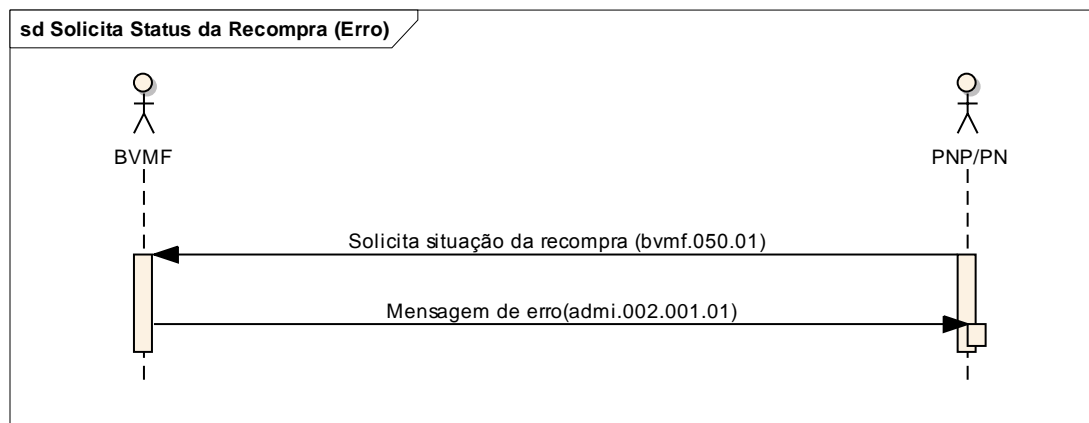 sd Solicita Status da Recompra (Erro)
BVMF
PNP/PN
Solicita situação da recompra (bvmf.050.01)
Mensagem de erro(admi.002.001.01)